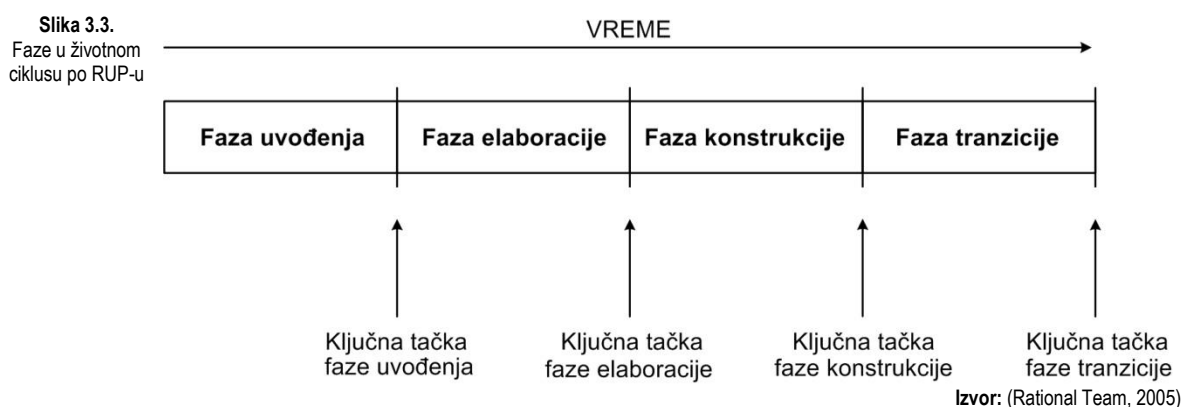 Slika 3.3.
Faze u životnom
ciklusu po RUP-u
VREME
Faza uvođenja
Faza elaboracije
Faza konstrukcije
Faza tranzicije
Ključna tačka
faze uvođenja
Ključna tačka
faze elaboracije
Ključna tačka
faze konstrukcije
Ključna tačka
faze tranzicije
Izvor: (Rational Team, 2005)